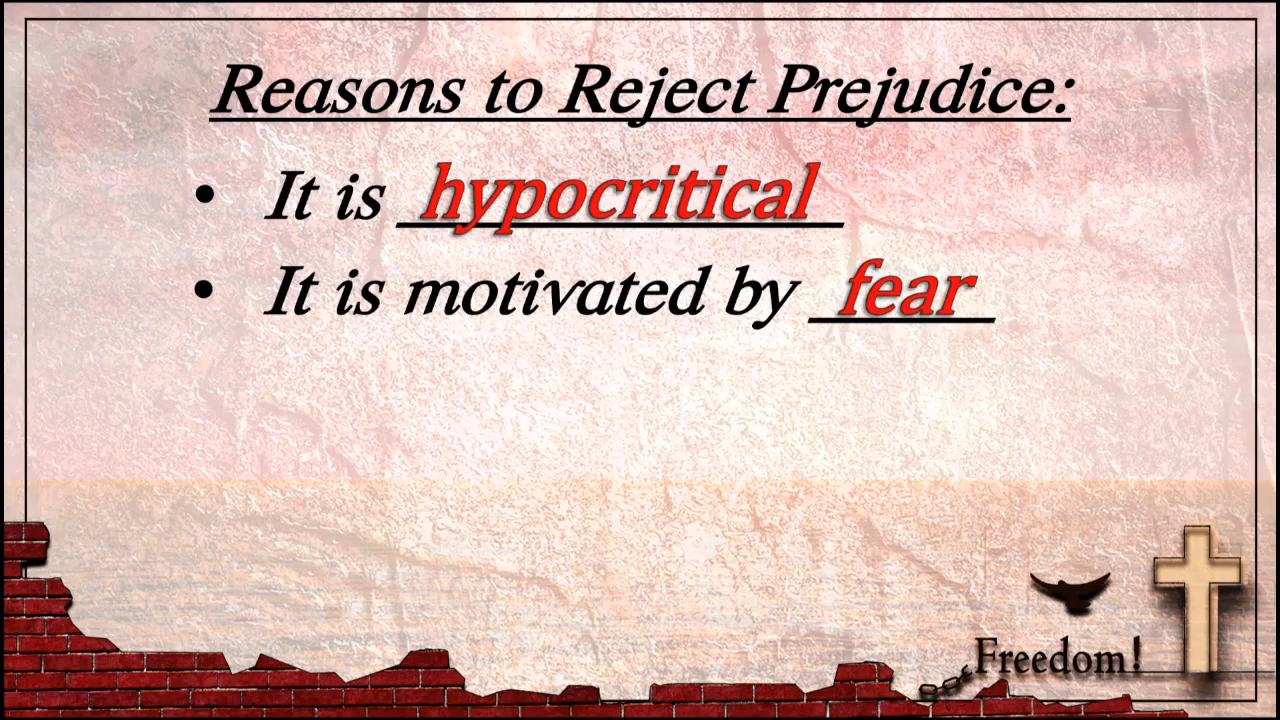 Reasons to Reject Prejudice:
• It is hypocritical
• It is motivated by fear
Freedom!